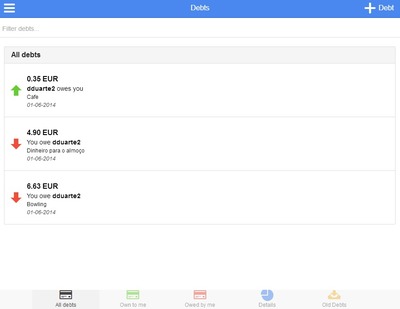 Debts
Debt
Filter debts...
All debts
0.35 EUR
dduarte2 owes you
Cafe
01-06-2014
4.90 EUR
You owe dduarte2
Dinheiro para o almoço
01-06-2014
6.63 EUR
You owe dduarte2
Bowling
01-06-2014
All debts
Own to me
Owed by me
Details
Old Debts